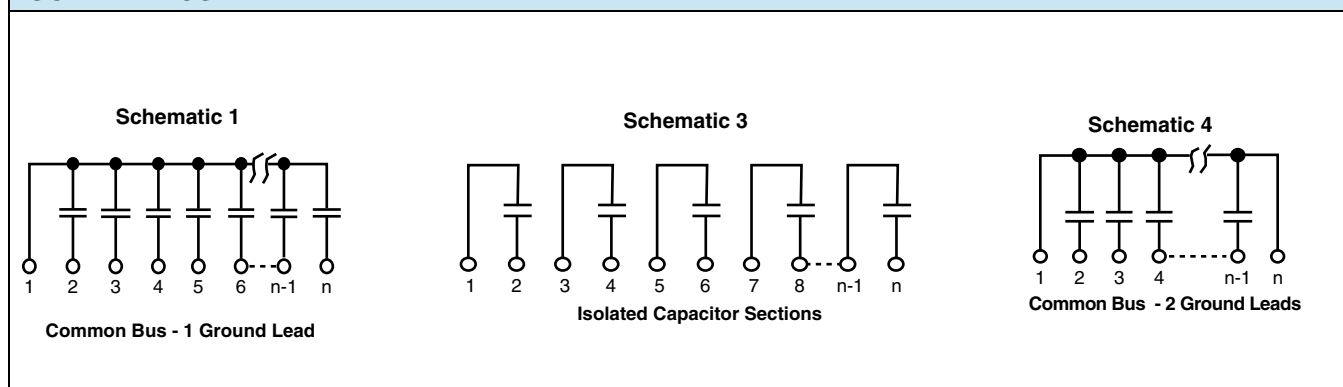 Schematic 1
1 2 3 4 5 6 n-1 n
Common Bus - 1 Ground Lead
Schematic 3
1 2 3 4 5 6 7 8 n-1 n
Isolated Capacitor Sections
Schematic 4
1 2 3 4 n-1 n
Common Bus - 2 Ground Leads